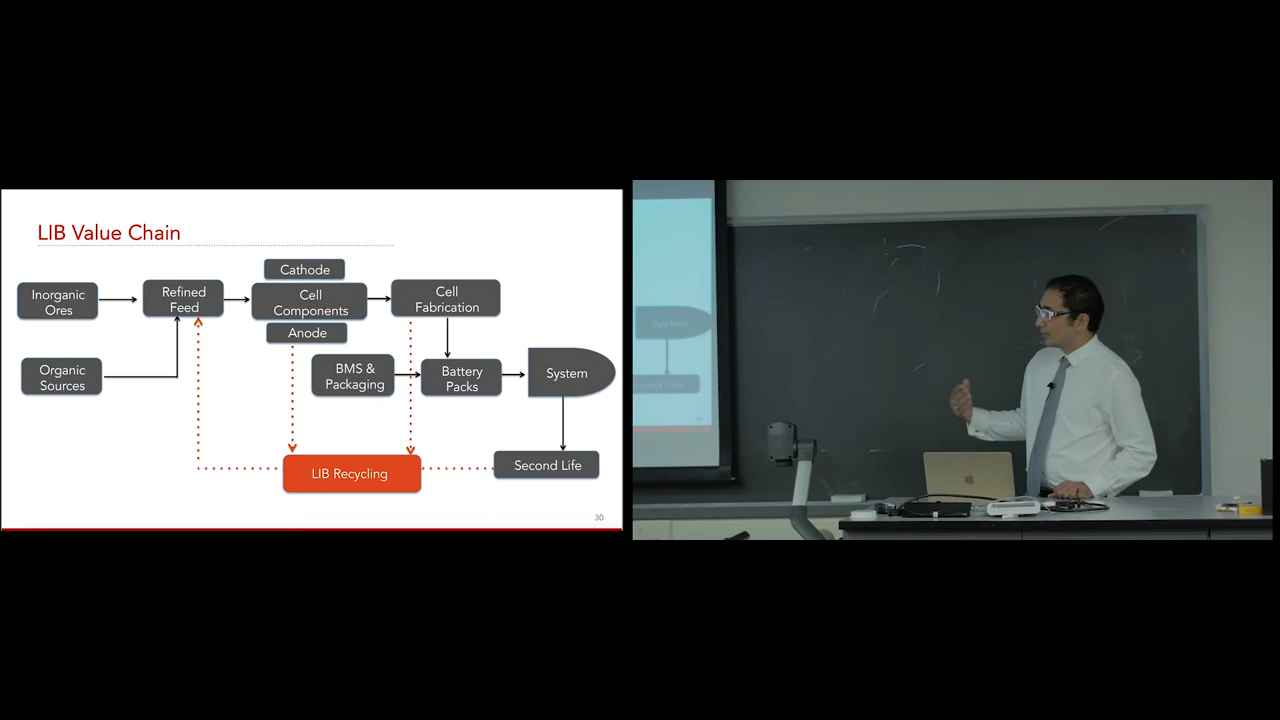 LIB Value Chain
Cathode
Inorganic
Ores
Refined
Feed
Cell
Components
Cell
Fabrication
Anode
Organic
Sources
BMS &
Packaging
Battery
Packs
System
LIB Recycling
Second Life
30
System